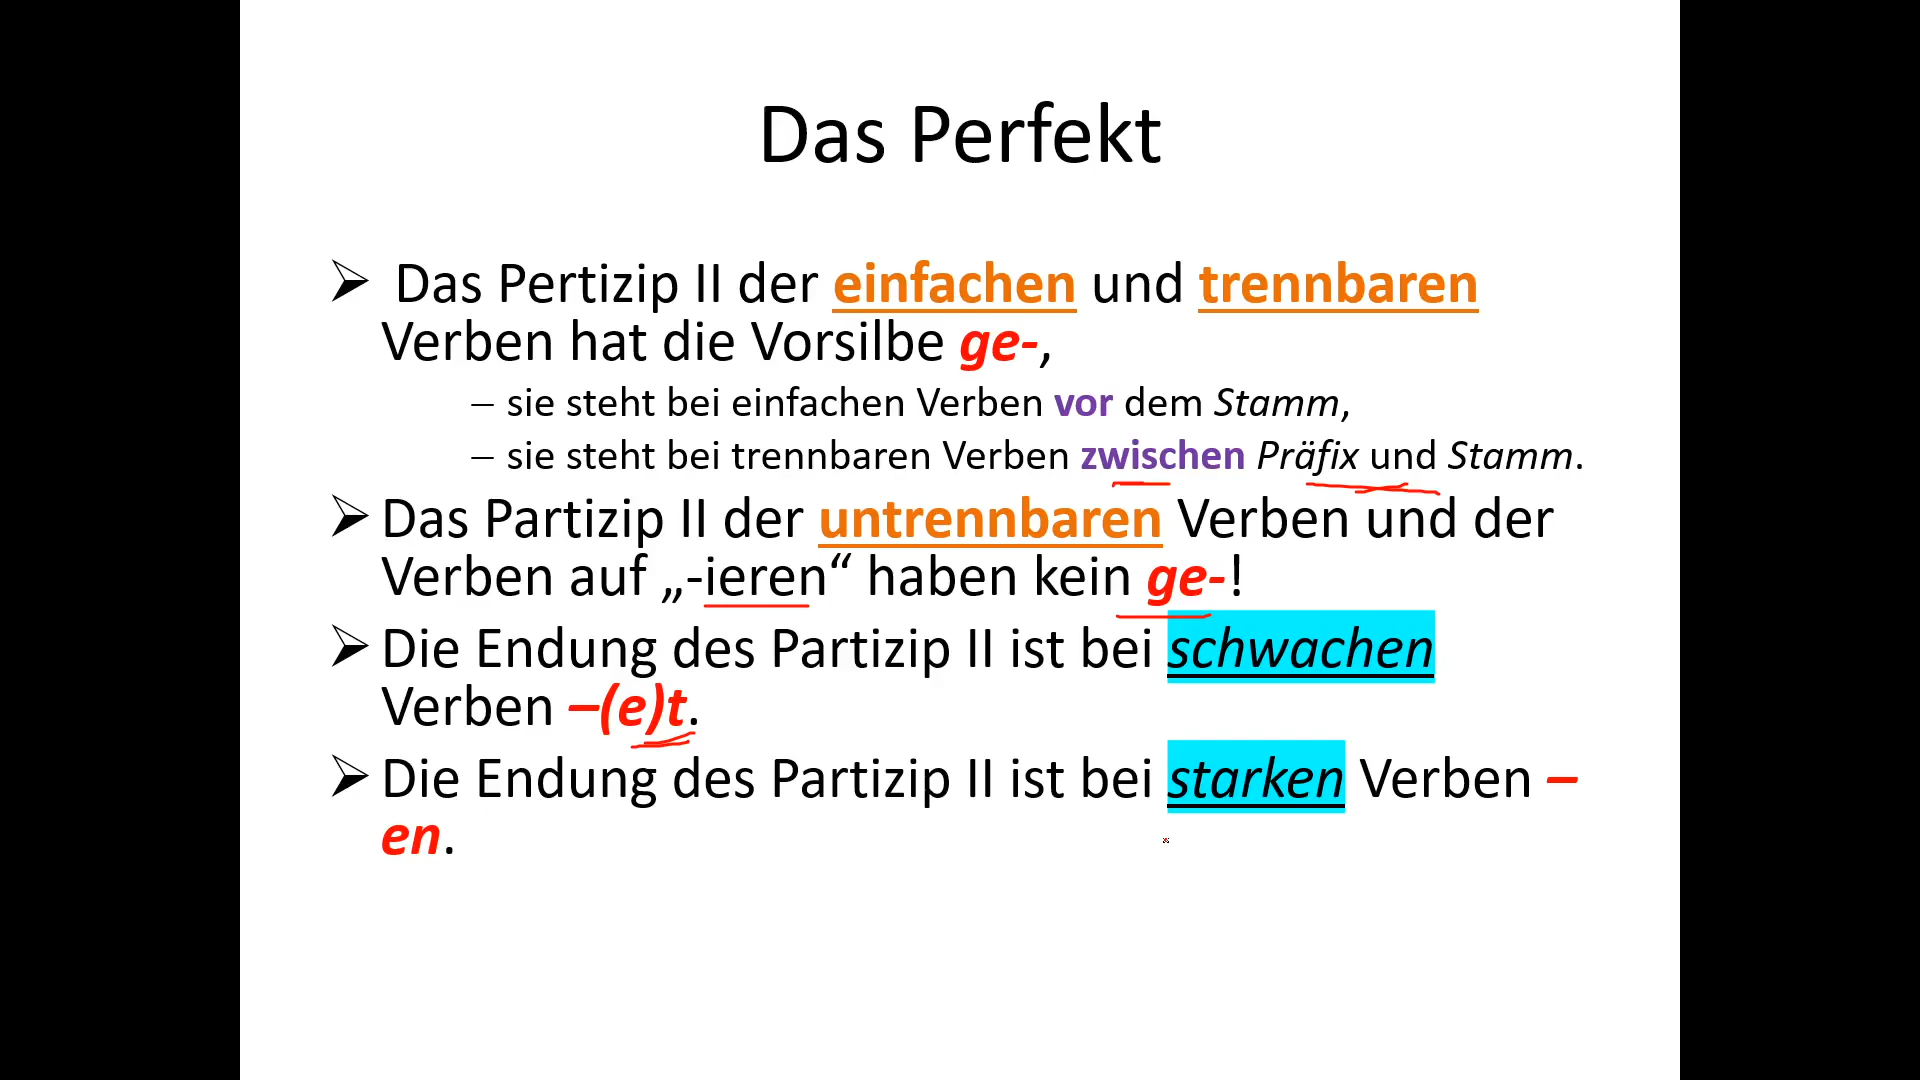 Das Perfekt
➢ Das Pertizip II der einfachen und trennbaren
Verben hat die Vorsilbe ge-,
– sie steht bei einfachen Verben vor dem Stamm,
– sie steht bei trennbaren Verben zwischen Präfix und Stamm.
➢ Das Partizip II der untrennbaren Verben und der
Verben auf „-ieren“ haben kein ge-!
➢ Die Endung des Partizip II ist bei schwachen
Verben –(e)t.
➢ Die Endung des Partizip II ist bei starken Verben –
en.